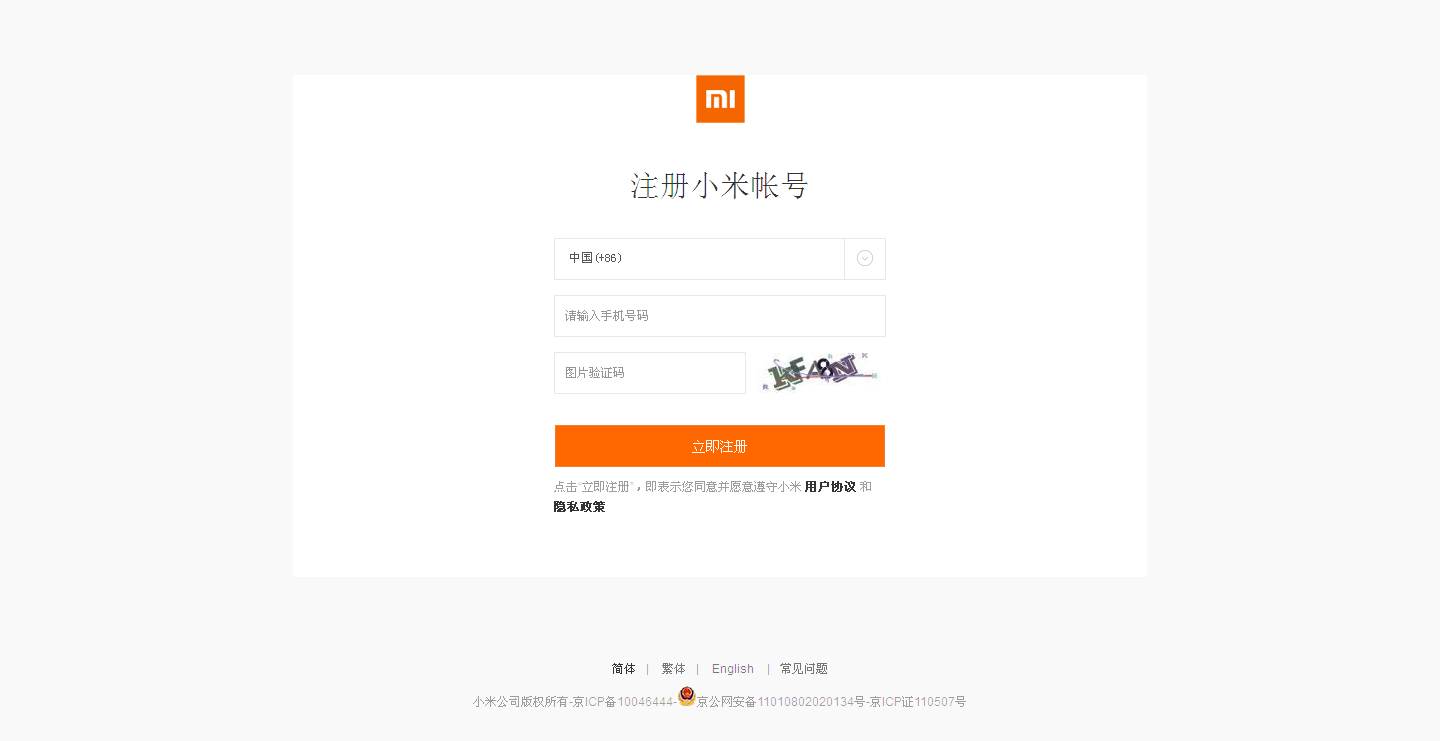 mi
注册小米帐号
中国(+86)
请输入手机号码
图片验证码
立即注册
点击“立即注册”，即表示您同意并愿意遵守小米 用户协议 和
隐私政策
简体 | 繁体 | English | 常见问题
小米公司版权所有-京ICP备10046444-京公网安备11010802020134号-京ICP证110507号